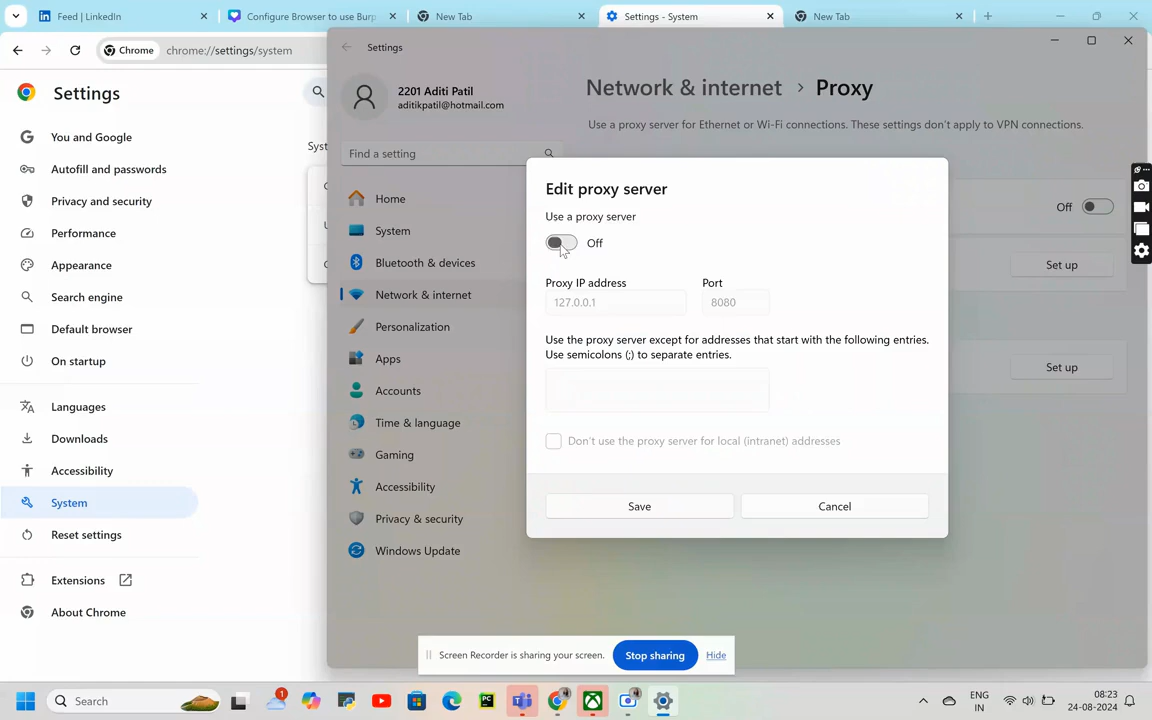 Feed | LinkedIn
Configure Browser to use Burp
New Tab
Settings - System
New Tab
Chrome
chrome://settings/system
Settings
You and Google
Autofill and passwords
Privacy and security
Performance
Appearance
Search engine
Default browser
On startup
Languages
Downloads
Accessibility
System
Reset settings
Extensions
About Chrome
Syst
Settings
2201 Aditi Patil
aditikpatil@hotmail.com
Find a setting
Home
System
Bluetooth & devices
Network & internet
Personalization
Apps
Accounts
Time & language
Gaming
Accessibility
Privacy & security
Windows Update
Network & internet > Proxy
Use a proxy server for Ethernet or Wi-Fi connections. These settings don't apply to VPN connections.
Off
Set up
Set up
Edit proxy server
Use a proxy server
Off
Proxy IP address Port
127.0.0.1 8080
Use the proxy server except for addresses that start with the following entries.
Use semicolons (;) to separate entries.
Don't use the proxy server for local (intranet) addresses
Save Cancel
Screen Recorder is sharing your screen. Stop sharing Hide
Search
1
PC
ENG
IN
08:23
24-08-2024